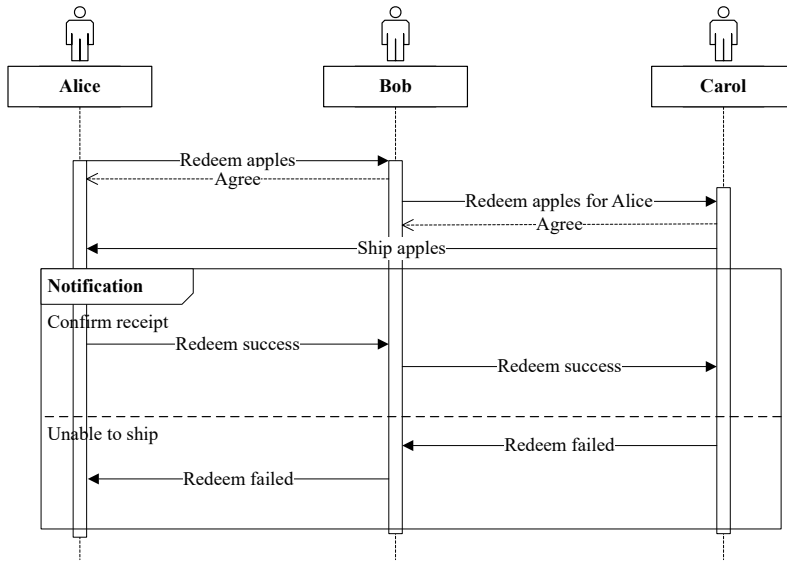 Alice
Bob
Carol
Redeem apples
Agree
Redeem apples for Alice
Agree
Ship apples
Notification
Confirm receipt
Redeem success
Redeem success
Unable to ship
Redeem failed
Redeem failed